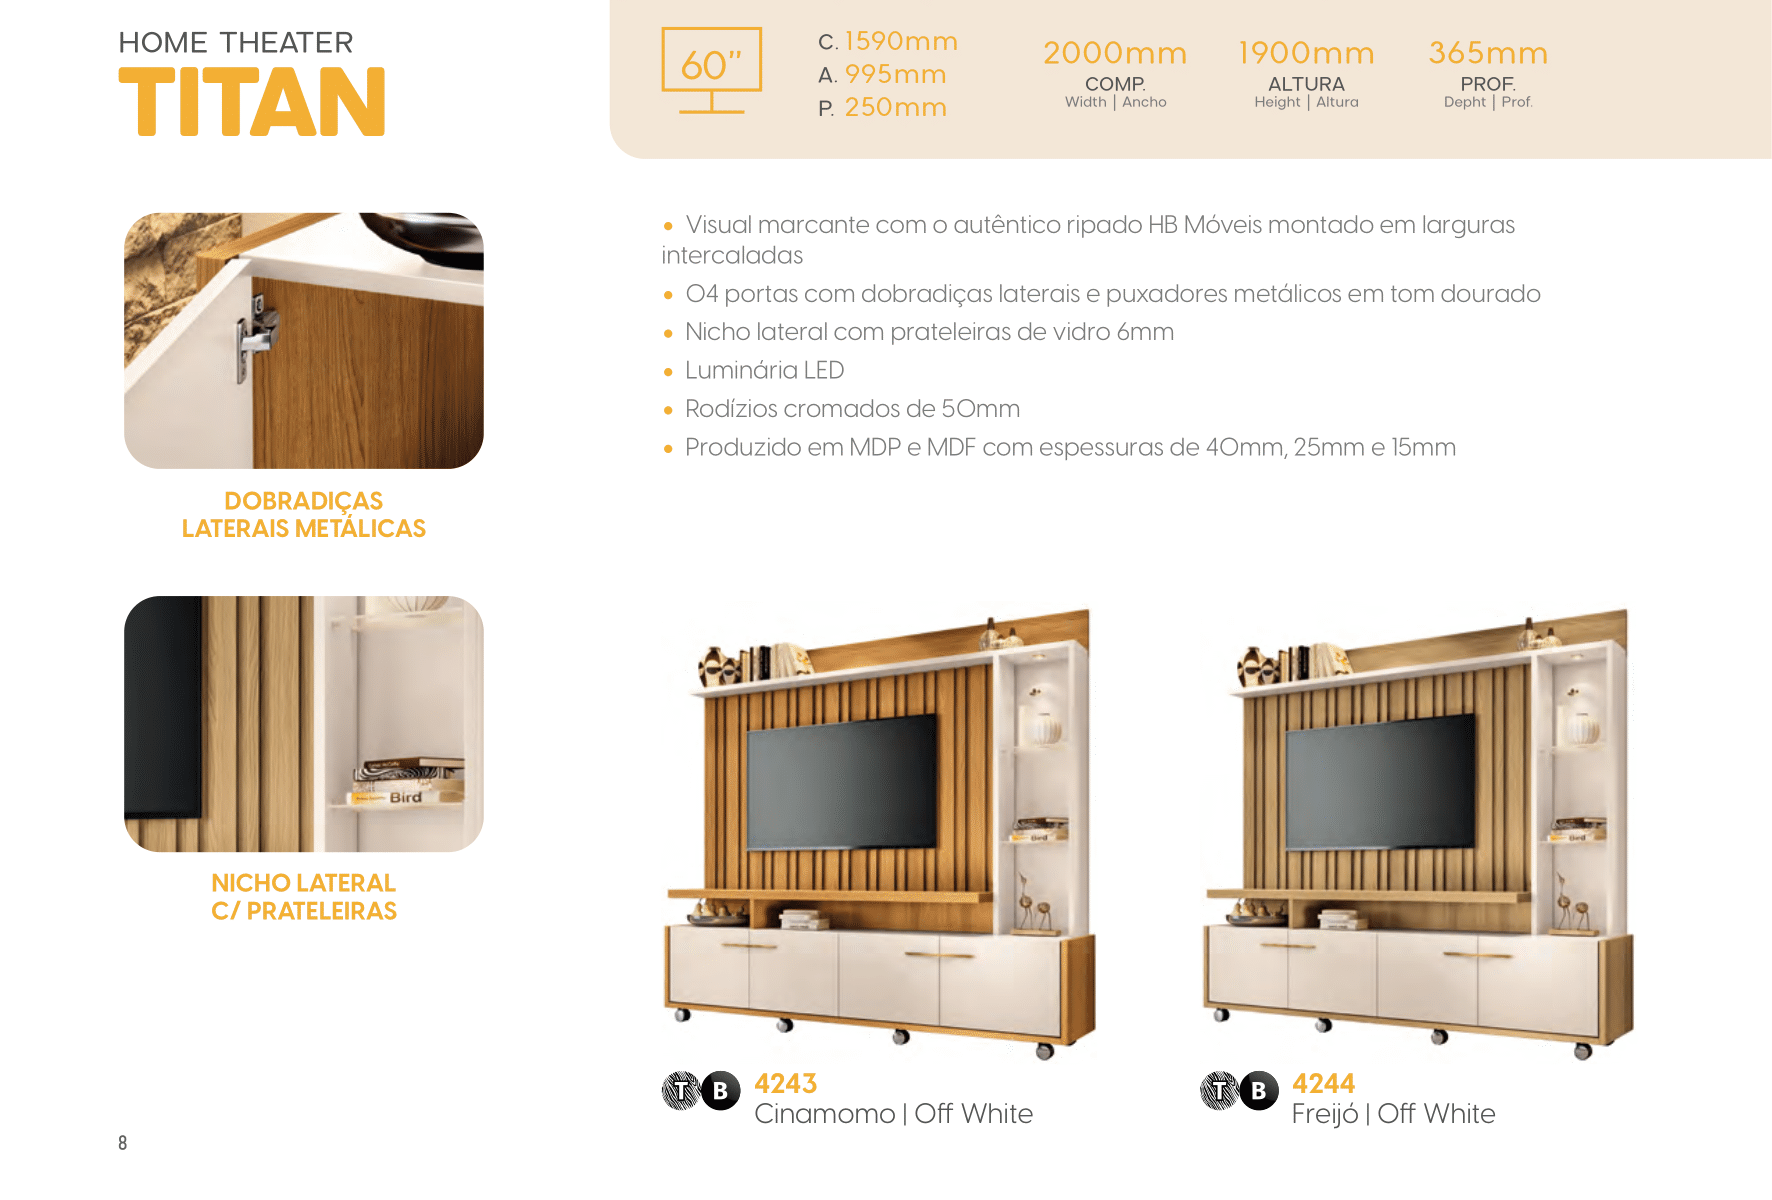 HOME THEATER
TITAN
60”
C. 1590mm
A. 995mm
P. 250mm
2000mm
COMP.
Width | Ancho
1900mm
ALTURA
Height | Altura
365mm
PROF.
Depht | Prof.
• Visual marcante com o autêntico ripado HB Móveis montado em larguras
intercaladas
• 04 portas com dobradiças laterais e puxadores metálicos em tom dourado
• Nicho lateral com prateleiras de vidro 6mm
• Luminária LED
• Rodízios cromados de 50mm
• Produzido em MDP e MDF com espessuras de 40mm, 25mm e 15mm
DOBRADIÇAS
LATERAIS METÁLICAS
Bird
NICHO LATERAL
C/ PRATELEIRAS
Bird
Bird
T B
4243
Cinamomo | Off White
T B
4244
Freijó | Off White
8